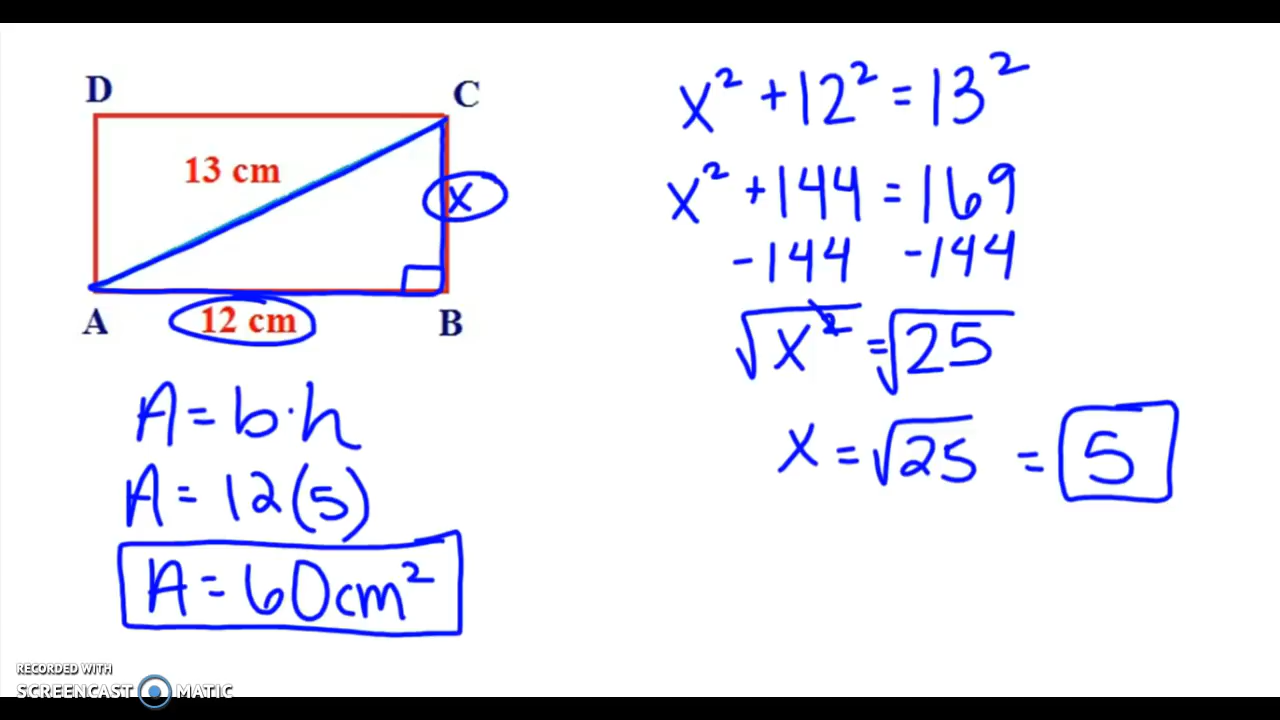 D
C
13 cm
x
A
12 cm
B
A = b·h
A = 12(5)
A = 60cm²
x² + 12² = 13²
x² + 144 = 169
-144 -144
√x² = √25
x = √25 = 5
RECORDED WITH
SCREENCAST MATIC